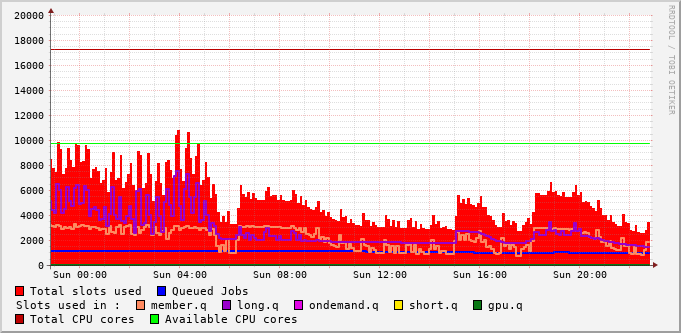 20000
18000
16000
14000
12000
10000
8000
6000
4000
2000
0
Sun 00:00 Sun 04:00 Sun 08:00 Sun 12:00 Sun 16:00 Sun 20:00
Total slots used Queued Jobs
Slots used in : member.q long.q ondemand.q short.q gpu.q
Total CPU cores Available CPU cores
RRDTOOL / TOBI OETIKER